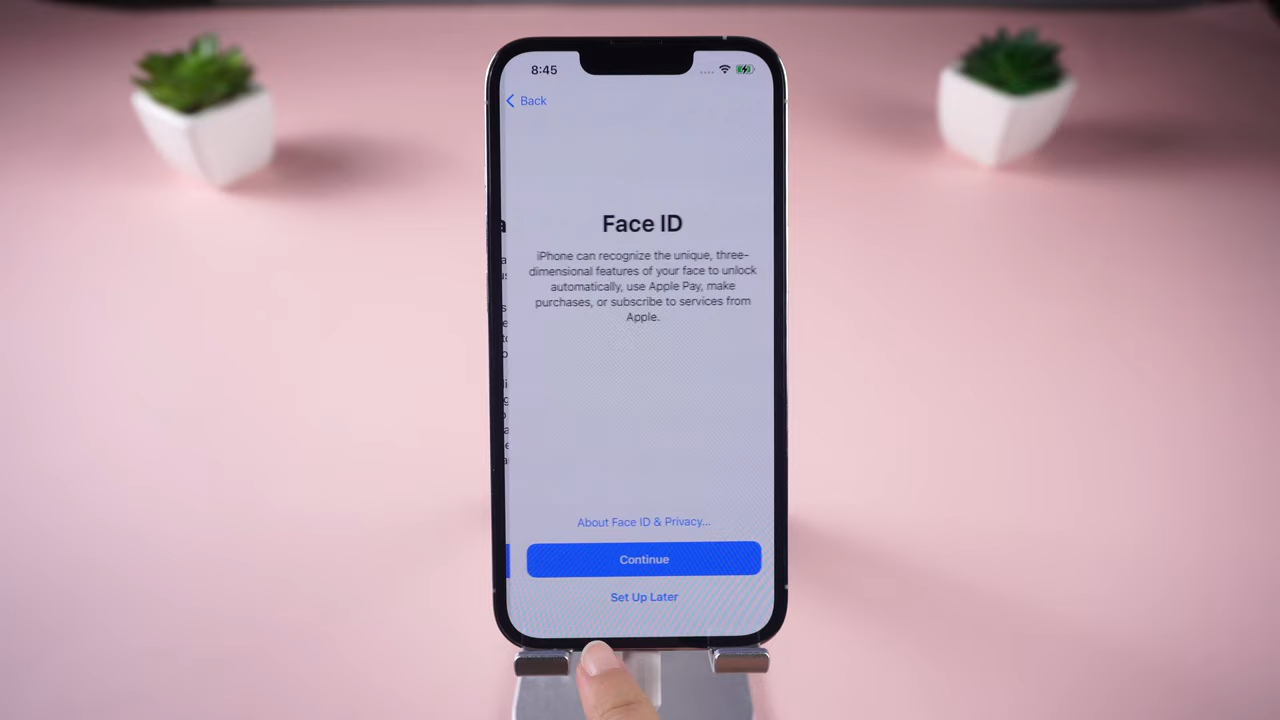 8:45
Back
Face ID
iPhone can recognize the unique, three-
dimensional features of your face to unlock
automatically, use Apple Pay, make
purchases, or subscribe to services from
Apple.
About Face ID & Privacy...
Continue
Set Up Later